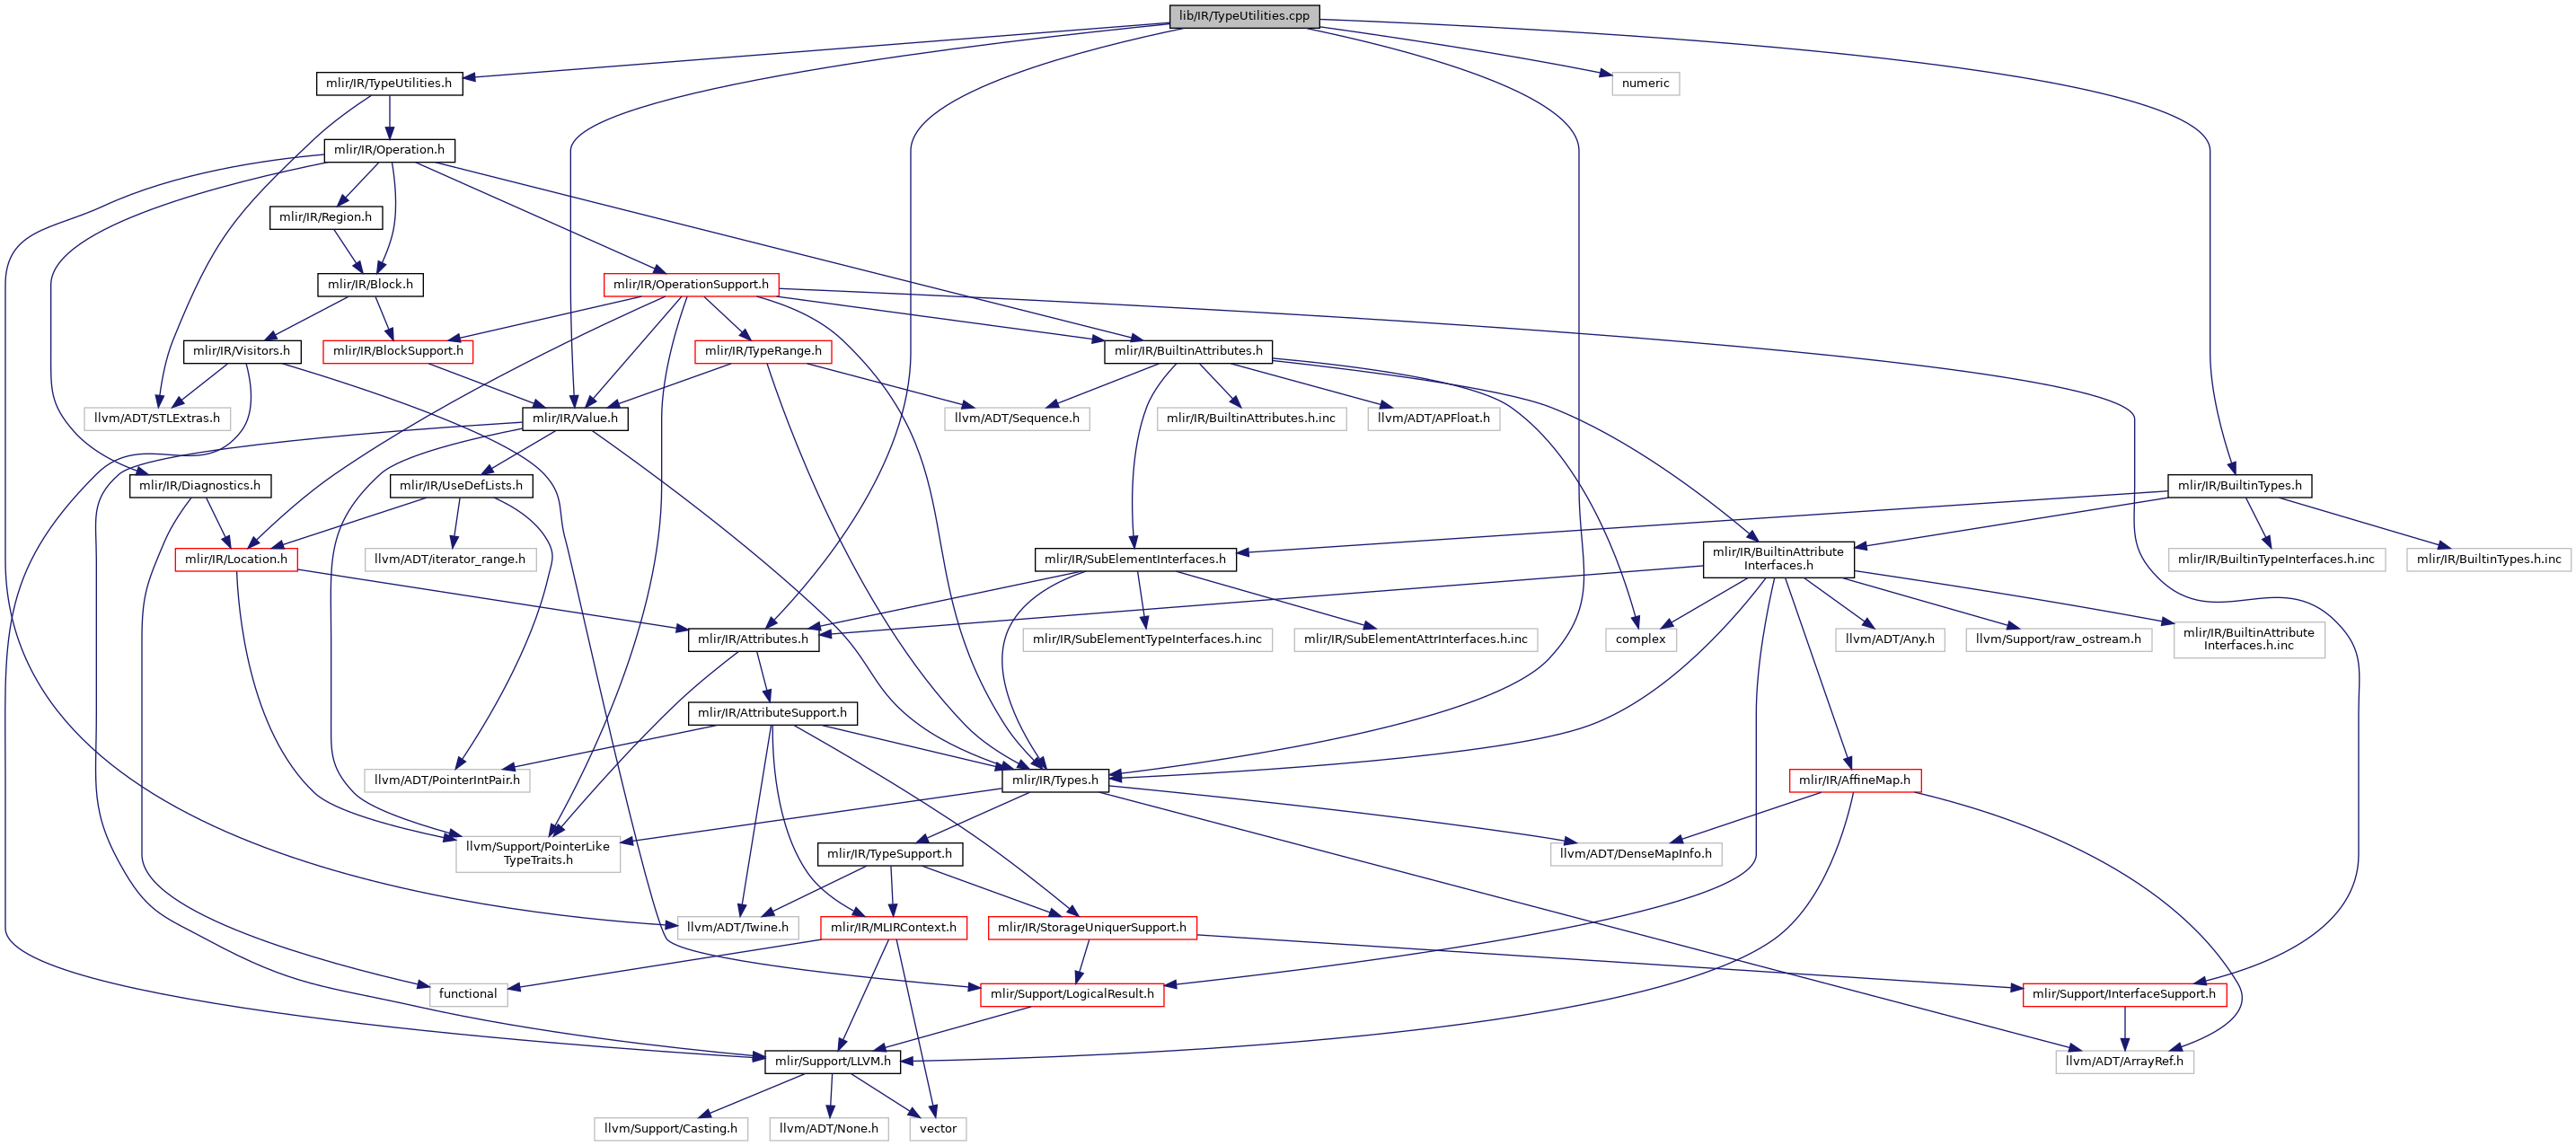 lib/IR/TypeUtilities.cpp
mlir/IR/TypeUtilities.h
numeric
mlir/IR/Operation.h
mlir/IR/Region.h
mlir/IR/Block.h
mlir/IR/OperationSupport.h
mlir/IR/Visitors.h
mlir/IR/BlockSupport.h
mlir/IR/TypeRange.h
mlir/IR/BuiltinAttributes.h
llvm/ADT/STLExtras.h
mlir/IR/Value.h
llvm/ADT/Sequence.h
mlir/IR/BuiltinAttributes.h.inc
llvm/ADT/APFloat.h
mlir/IR/Diagnostics.h
mlir/IR/UseDefLists.h
mlir/IR/BuiltinTypes.h
mlir/IR/Location.h
llvm/ADT/iterator_range.h
mlir/IR/SubElementInterfaces.h
mlir/IR/BuiltinAttribute
Interfaces.h
mlir/IR/BuiltinTypeInterfaces.h.inc
mlir/IR/BuiltinTypes.h.inc
mlir/IR/Attributes.h
mlir/IR/SubElementTypeInterfaces.h.inc
mlir/IR/SubElementAttrInterfaces.h.inc
complex
llvm/ADT/Any.h
llvm/Support/raw_ostream.h
mlir/IR/BuiltinAttribute
Interfaces.h.inc
mlir/IR/AttributeSupport.h
llvm/ADT/PointerIntPair.h
mlir/IR/Types.h
mlir/IR/AffineMap.h
llvm/Support/PointerLike
TypeTraits.h
mlir/IR/TypeSupport.h
llvm/ADT/DenseMapInfo.h
llvm/ADT/Twine.h
mlir/IR/MLIRContext.h
mlir/IR/StorageUniquerSupport.h
functional
mlir/Support/LogicalResult.h
mlir/Support/InterfaceSupport.h
mlir/Support/LLVM.h
llvm/ADT/ArrayRef.h
llvm/Support/Casting.h
llvm/ADT/None.h
vector